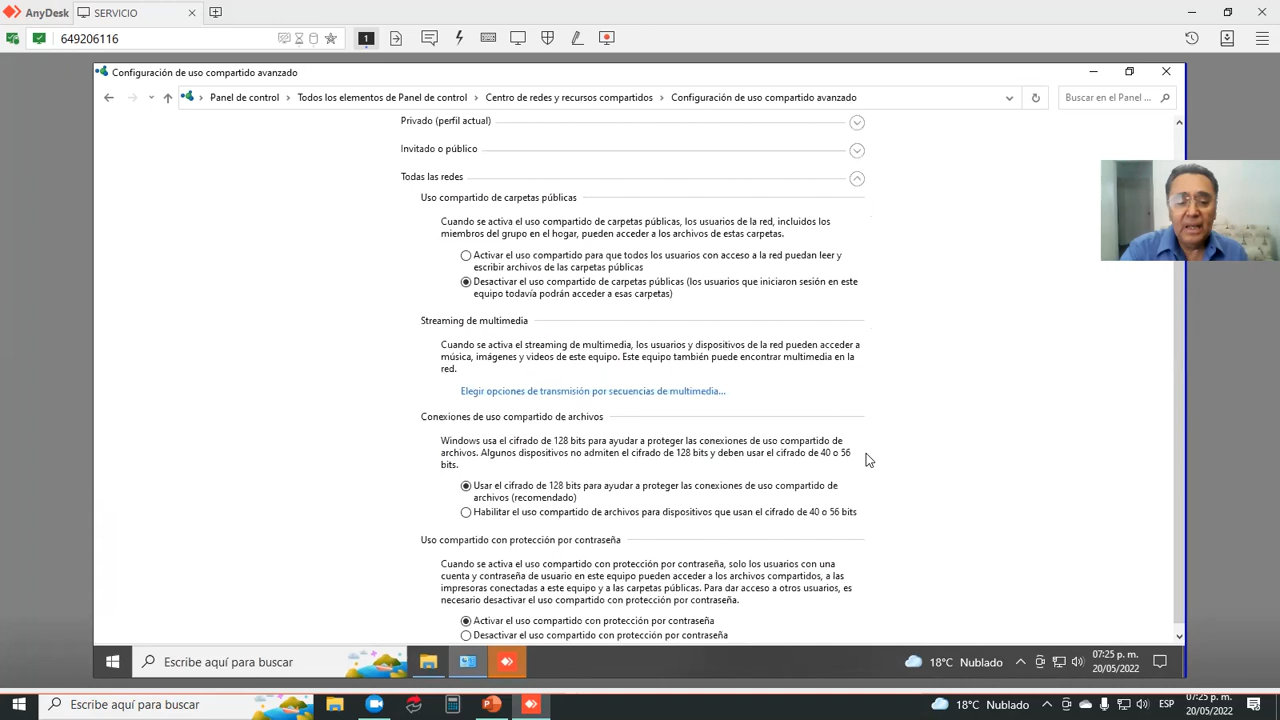 AnyDesk
SERVICIO
649206116
1
Configuración de uso compartido avanzado
Panel de control
Todos los elementos de Panel de control
Centro de redes y recursos compartidos
Configuración de uso compartido avanzado
Buscar en el Panel ...
Privado (perfil actual)
Invitado o público
Todas las redes
Uso compartido de carpetas públicas
Cuando se activa el uso compartido de carpetas públicas, los usuarios de la red, incluidos los
miembros del grupo en el hogar, pueden acceder a los archivos de estas carpetas.
Activar el uso compartido para que todos los usuarios con acceso a la red puedan leer y
escribir archivos de las carpetas públicas
Desactivar el uso compartido de carpetas públicas (los usuarios que iniciaron sesión en este
equipo todavía podrán acceder a esas carpetas)
Streaming de multimedia
Cuando se activa el streaming de multimedia, los usuarios y dispositivos de la red pueden acceder a
música, imágenes y videos de este equipo. Este equipo también puede encontrar multimedia en la
red.
Elegir opciones de transmisión por secuencias de multimedia...
Conexiones de uso compartido de archivos
Windows usa el cifrado de 128 bits para ayudar a proteger las conexiones de uso compartido de
archivos. Algunos dispositivos no admiten el cifrado de 128 bits y deben usar el cifrado de 40 o 56
bits.
Usar el cifrado de 128 bits para ayudar a proteger las conexiones de uso compartido de
archivos (recomendado)
Habilitar el uso compartido de archivos para dispositivos que usan el cifrado de 40 o 56 bits
Uso compartido con protección por contraseña
Cuando se activa el uso compartido con protección por contraseña, solo los usuarios con una
cuenta y contraseña de usuario en este equipo pueden acceder a los archivos compartidos, a las
impresoras conectadas a este equipo y a las carpetas públicas. Para dar acceso a otros usuarios, es
necesario desactivar el uso compartido con protección por contraseña.
Activar el uso compartido con protección por contraseña
Desactivar el uso compartido con protección por contraseña
Escribe aquí para buscar
18°C Nublado
07:25 p. m.
20/05/2022
Escribe aquí para buscar
18°C Nublado
ESP
07:25 p. m.
20/05/2022